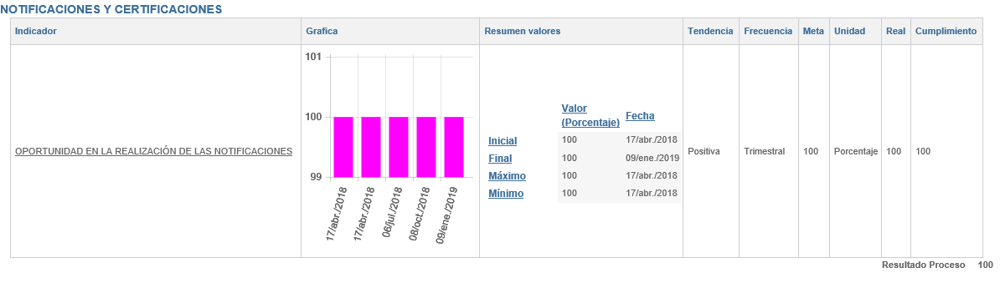 NOTIFICACIONES Y CERTIFICACIONES
Indicador Grafica Resumen valores Tendencia Frecuencia Meta Unidad Real Cumplimiento
OPORTUNIDAD EN LA REALIZACIÓN DE LAS NOTIFICACIONES
101
100
99
17/abr./2018
17/abr./2018
06/jul./2018
08/oct./2018
09/ene./2019
Valor
(Porcentaje) Fecha
Inicial 100 17/abr./2018
Final 100 09/ene./2019
Máximo 100 17/abr./2018
Mínimo 100 17/abr./2018
Positiva Trimestral 100 Porcentaje 100 100
Resultado Proceso 100